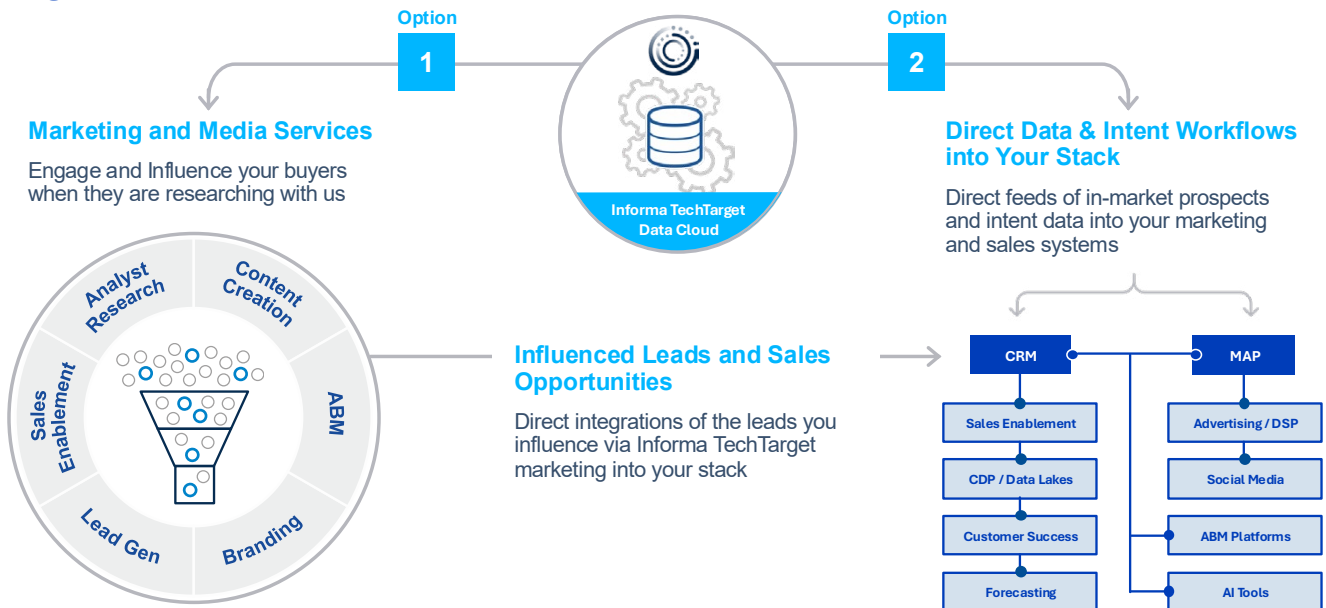 Option
1
Option
2
Informa TechTarget
Data Cloud
Marketing and Media Services
Engage and Influence your buyers
when they are researching with us
Direct Data & Intent Workflows
into Your Stack
Direct feeds of in-market prospects
and intent data into your marketing
and sales systems
Analyst
Research
Content
Creation
ABM
Branding
Lead Gen
Sales
Enablement
Influenced Leads and Sales
Opportunities
Direct integrations of the leads you
influence via Informa TechTarget
marketing into your stack
CRM
Sales Enablement
CDP / Data Lakes
Customer Success
Forecasting
MAP
Advertising / DSP
Social Media
ABM Platforms
AI Tools